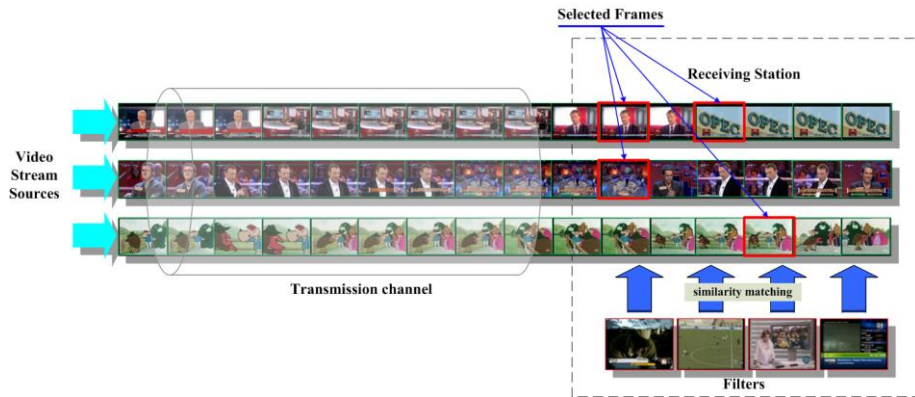 Selected Frames
Receiving Station
OPEC
OPEC
OPEC
OPEC
Video
Stream
Sources
Transmission channel
similarity matching
Filters